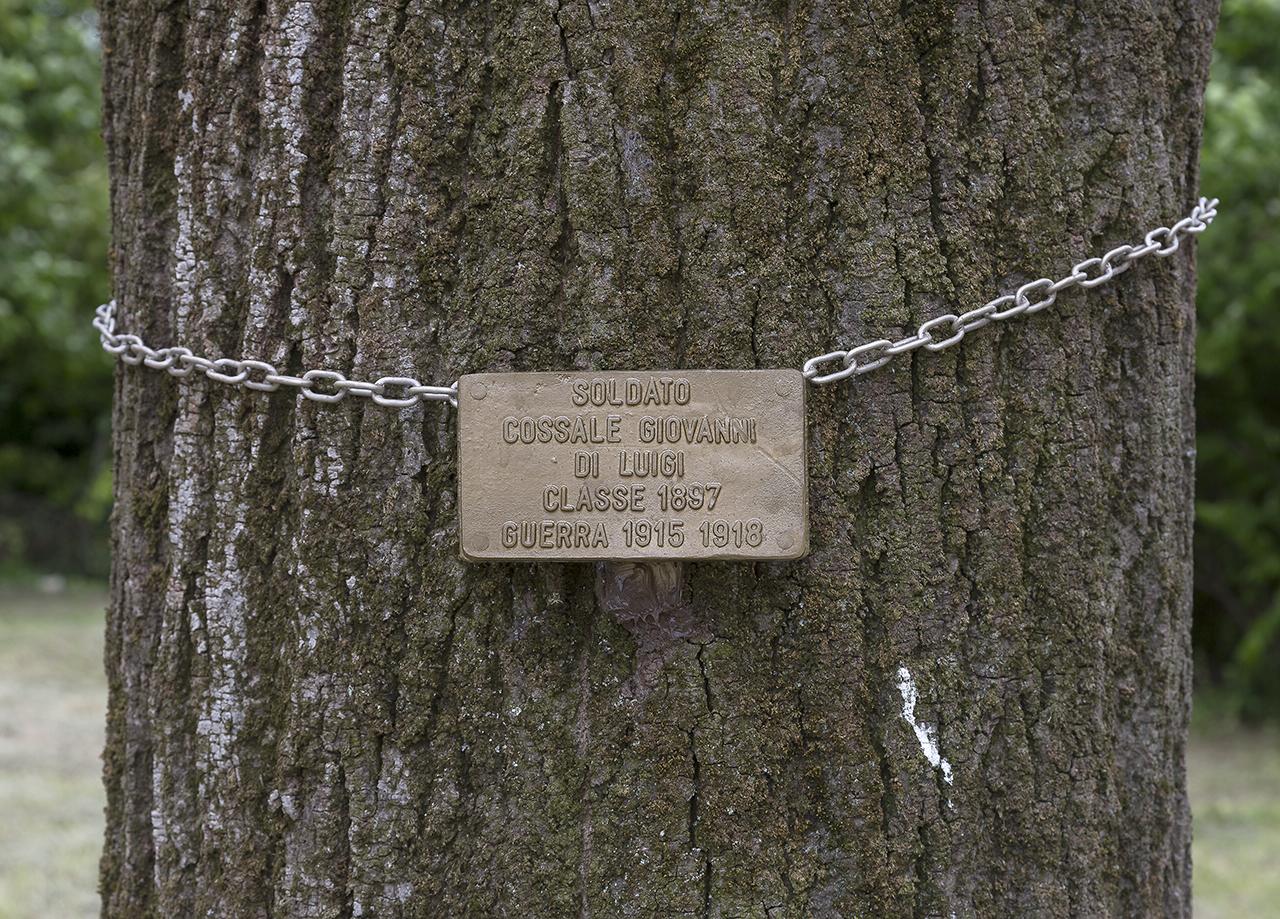 SOLDATO
COSSALE GIOVANNI
DI LUIGI
CLASSE 1897
GUERRA 1915 1918